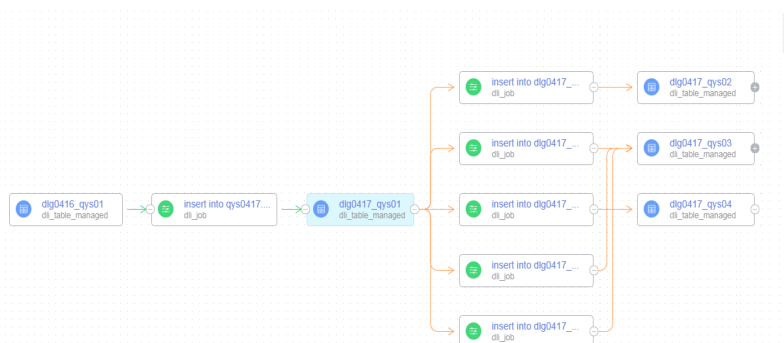 insert into dlg0417_...
dli_job
dlg0417_qys02
dli_table_managed
insert into dlg0417_...
dli_job
dlg0417_qys03
dli_table_managed
dlg0416_qys01
dli_table_managed
insert into qys0417....
dli_job
dlg0417_qys01
dli_table_managed
insert into dlg0417_...
dli_job
dlg0417_qys04
dli_table_managed
insert into dlg0417_...
dli_job
insert into dlg0417_...
dli_job